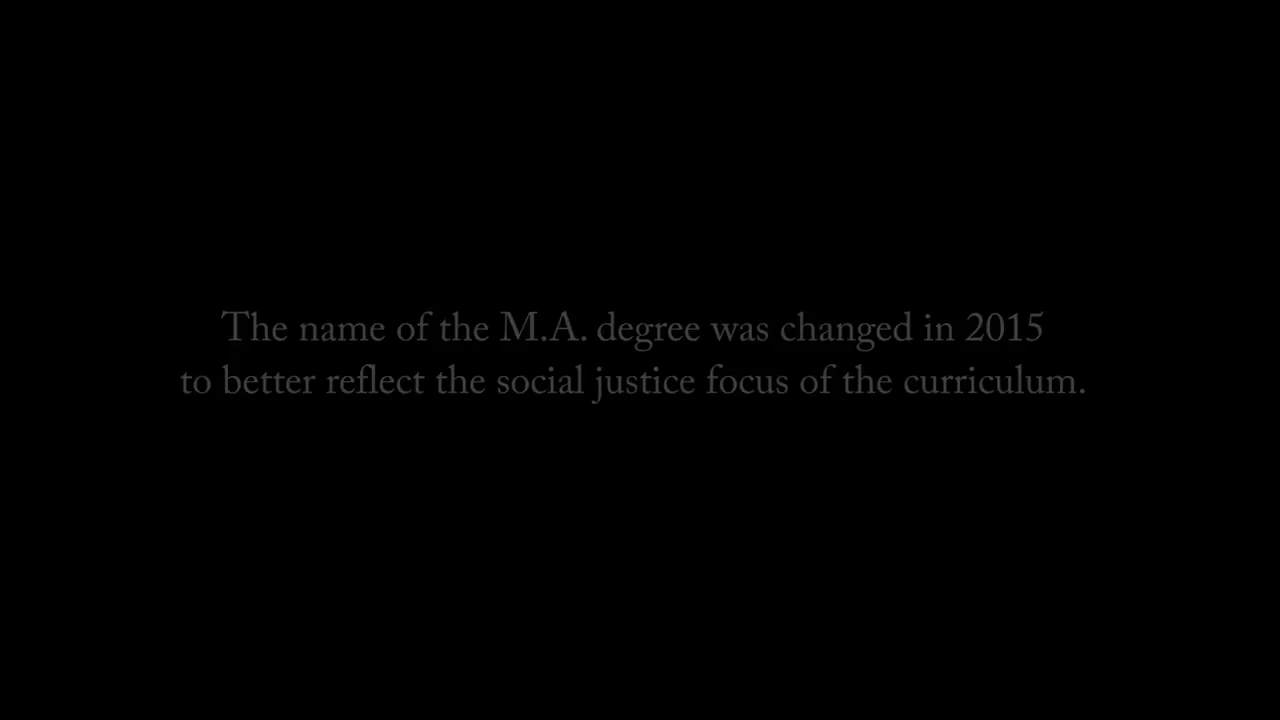 The name of the M.A. degree was changed in 2015
to better reflect the social justice focus of the curriculum.